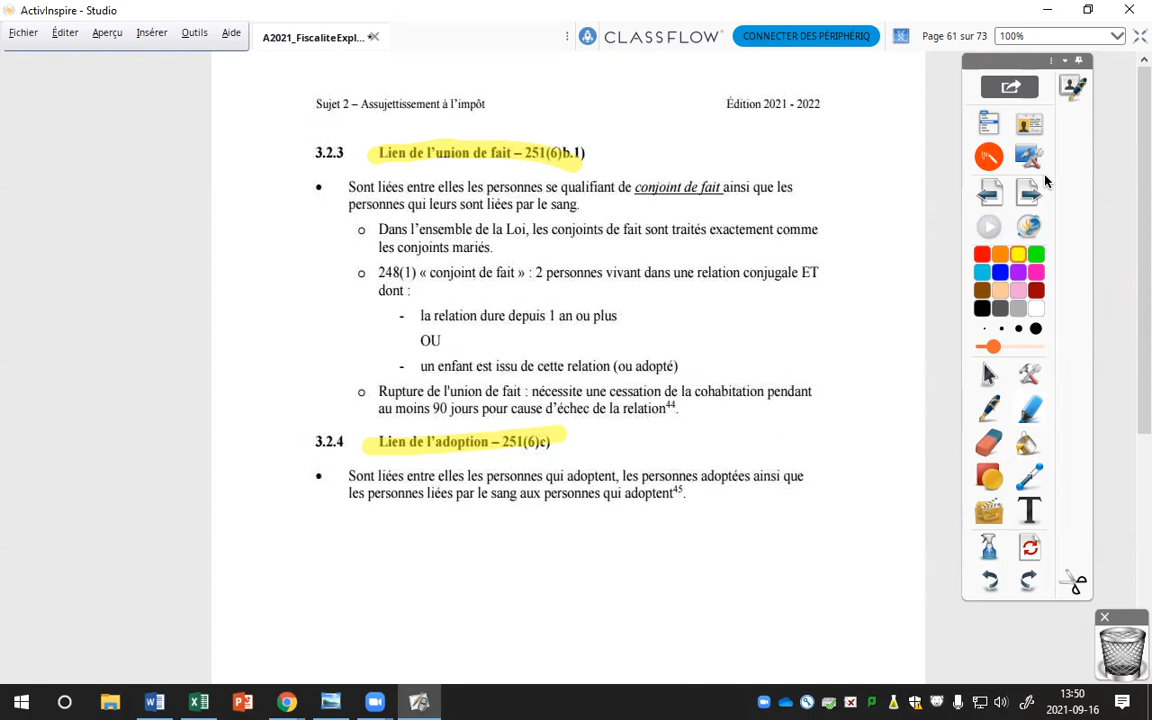 ActivInspire - Studio
Fichier Éditer Aperçu Insérer Outils Aide
A2021_FiscaliteExpl...
CLASSFLOW
CONNECTER DES PÉRIPHÉRIQ
Page 61 sur 73
100%
Sujet 2 – Assujettissement à l'impôt
Édition 2021 - 2022
3.2.3 Lien de l'union de fait – 251(6)b.1)
• Sont liées entre elles les personnes se qualifiant de conjoint de fait ainsi que les
personnes qui leurs sont liées par le sang.
o Dans l'ensemble de la Loi, les conjoints de fait sont traités exactement comme
les conjoints mariés.
o 248(1) « conjoint de fait » : 2 personnes vivant dans une relation conjugale ET
dont :
- la relation dure depuis 1 an ou plus
OU
- un enfant est issu de cette relation (ou adopté)
o Rupture de l'union de fait : nécessite une cessation de la cohabitation pendant
au moins 90 jours pour cause d'échec de la relation44.
3.2.4 Lien de l'adoption – 251(6)c)
• Sont liées entre elles les personnes qui adoptent, les personnes adoptées ainsi que
les personnes liées par le sang aux personnes qui adoptent45.
13:50
2021-09-16